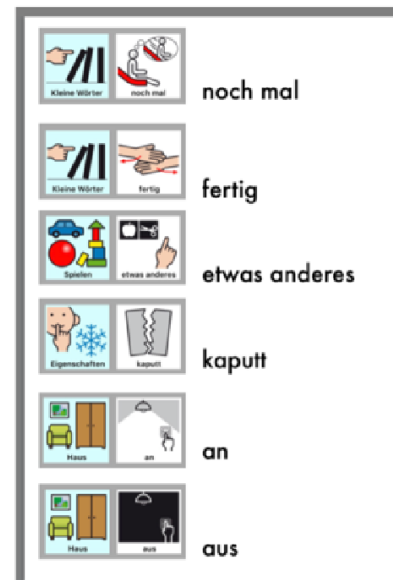 Kleine Wörter noch mal noch mal
Kleine Wörter fertig fertig
Spielen etwas anderes etwas anderes
Eigenschaften kaputt kaputt
Haus an an
Haus aus aus